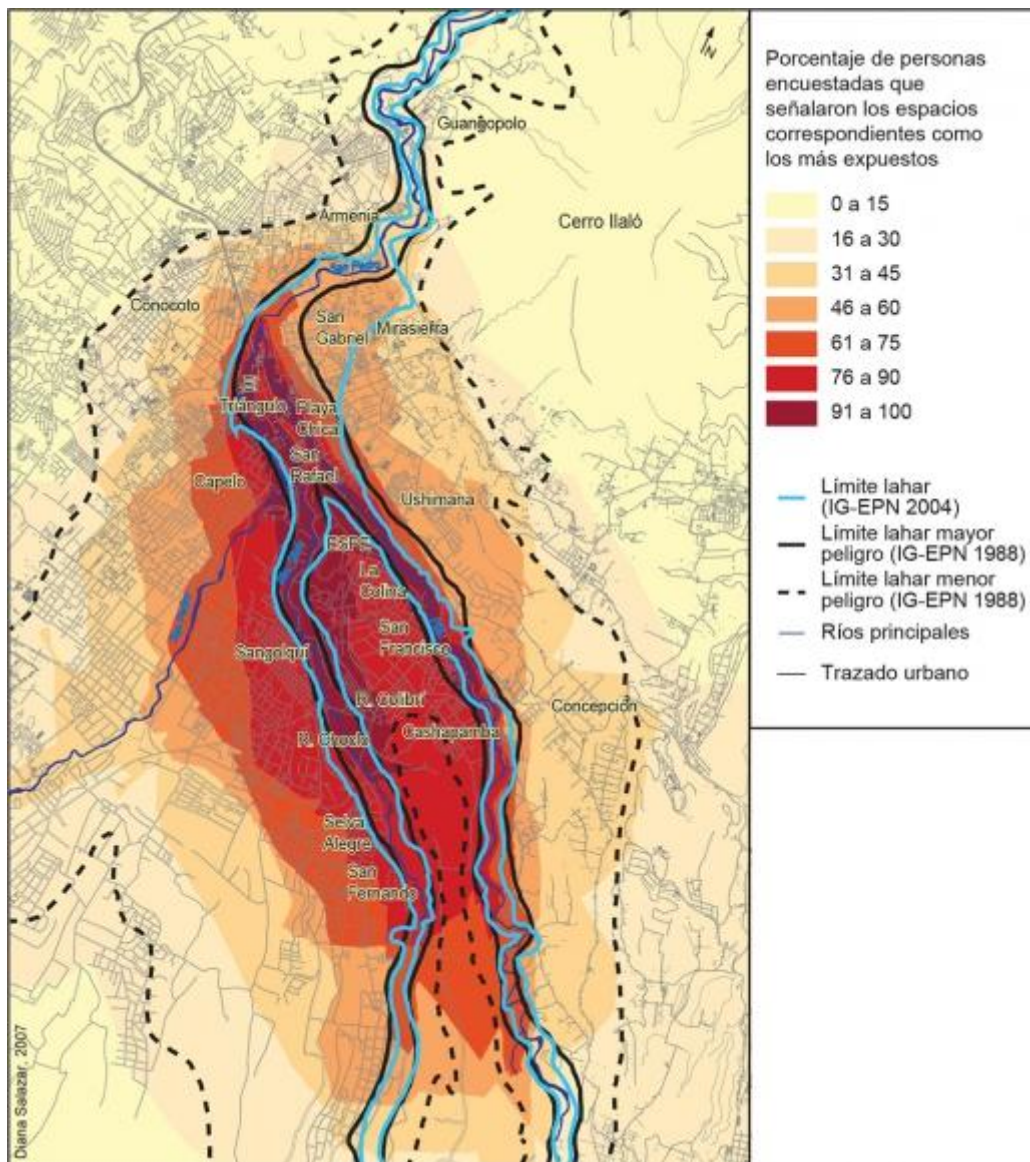 N
Guangopolo
Armenia
Cerro Ilaló
San Pedro
Conocoto
San
Gabriel
Mirasierra
El
Triángulo
Playa
Chica
San
Rafael
Capelo
Ushimana
ESPE
La
Colina
San
Francisco
Sangolquí
R. Colibrí
Concepción
Cashapamba
Selva
Alegre
San
Fernando
Diana Salazar, 2007
Porcentaje de personas
encuestadas que
señalaron los espacios
correspondientes como
los más expuestos
0 a 15
16 a 30
31 a 45
46 a 60
61 a 75
76 a 90
91 a 100
Límite lahar
(IG-EPN 2004)
Límite lahar mayor
peligro (IG-EPN 1988)
Límite lahar menor
peligro (IG-EPN 1988)
Ríos principales
Trazado urbano